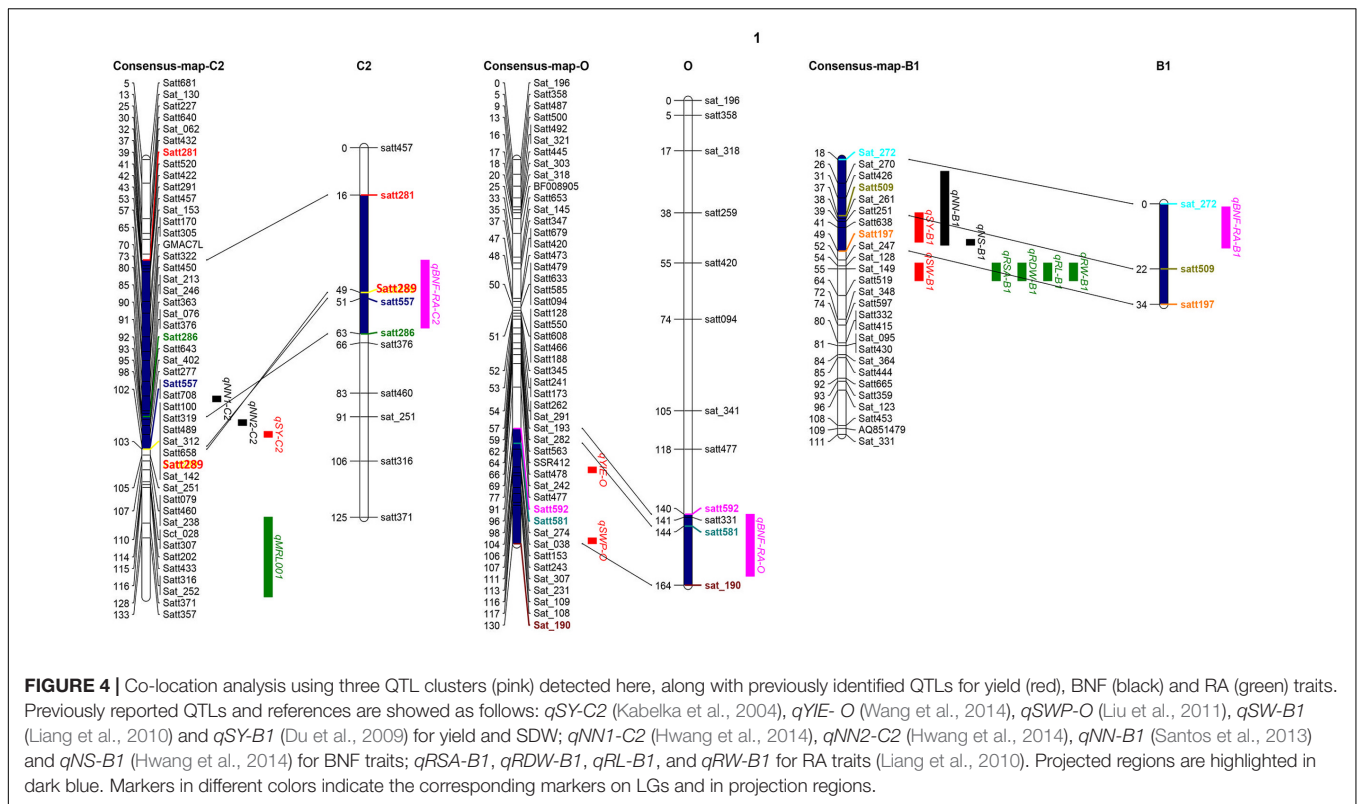 1
Consensus-map-C2
5 Satt681
13 Sat_130
25 Satt227
30 Satt640
32 Sat_062
37 Satt432
39 Satt281
41 Satt520
42 Satt422
43 Satt291
53 Satt457
57 Sat_153
65 Satt170
Satt305
70 GMAC7L
73 Satt322
80 Satt450
85 Sat_213
Sat_246
90 Satt363
91 Sat_076
Satt376
92 Satt286
93 Satt643
95 Sat_402
98 Satt277
102 Satt557
Satt708
Satt100
Satt319
Satt489
103 Sat_312
Satt658
Satt289
Sat_142
105 Sat_251
Satt079
107 Satt460
Sat_238
110 Sct_028
Satt307
114 Satt202
115 Satt433
116 Satt316
Sat_252
128 Satt371
133 Satt357
qNN1-C2
qNN2-C2
qSY-C2
qMRL001
C2
0 satt457
16 satt281
49 Satt289
51 satt557
63 satt286
66 satt376
83 satt460
91 sat_251
106 satt316
125 satt371
qBNF-RA-C2
Consensus-map-O
0 Sat_196
5 Satt358
9 Satt487
13 Satt500
16 Satt492
Sat_321
17 Satt445
18 Sat_303
20 Sat_318
25 BF008905
33 Satt653
35 Sat_145
37 Satt347
47 Satt679
Satt420
48 Satt473
50 Satt479
Satt633
Satt585
Satt094
51 Satt128
Satt550
Satt608
Satt466
Satt188
52 Satt345
53 Satt241
Satt173
54 Satt262
Sat_291
57 Sat_193
59 Sat_282
62 Satt563
64 SSR412
66 Satt478
69 Sat_242
77 Satt477
91 Satt592
96 Satt581
98 Sat_274
104 Sat_038
106 Satt153
107 Satt243
111 Sat_307
113 Sat_231
116 Sat_109
117 Sat_108
130 Sat_190
qYIE-O
qSWP-O
O
0 sat_196
5 satt358
17 sat_318
38 satt259
55 satt420
74 satt094
105 sat_341
118 satt477
140 satt592
141 satt331
144 satt581
164 sat_190
qBNF-RA-O
Consensus-map-B1
18 Sat_272
26 Sat_270
31 Satt426
37 Satt509
38 Sat_261
39 Satt251
41 Satt638
49 Satt197
52 Sat_247
54 Sat_128
55 Sat_149
64 Satt519
72 Sat_348
74 Satt597
80 Satt332
Satt415
81 Sat_095
Satt430
84 Sat_364
85 Satt444
92 Satt665
93 Satt359
96 Sat_123
108 Satt453
109 AQ851479
111 Sat_331
qSY-B1
qSW-B1
qNN-B1
qNS-B1
qRSA-B1
qRDW-B1
qRL-B1
qRW-B1
B1
0 sat_272
22 satt509
34 satt197
qBNF-RA-B1
FIGURE 4 | Co-location analysis using three QTL clusters (pink) detected here, along with previously identified QTLs for yield (red), BNF (black) and RA (green) traits.
Previously reported QTLs and references are showed as follows: qSY-C2 (Kabelka et al., 2004), qYIE- O (Wang et al., 2014), qSWP-O (Liu et al., 2011), qSW-B1
(Liang et al., 2010) and qSY-B1 (Du et al., 2009) for yield and SDW; qNN1-C2 (Hwang et al., 2014), qNN2-C2 (Hwang et al., 2014), qNN-B1 (Santos et al., 2013)
and qNS-B1 (Hwang et al., 2014) for BNF traits; qRSA-B1, qRDW-B1, qRL-B1, and qRW-B1 for RA traits (Liang et al., 2010). Projected regions are highlighted in
dark blue. Markers in different colors indicate the corresponding markers on LGs and in projection regions.